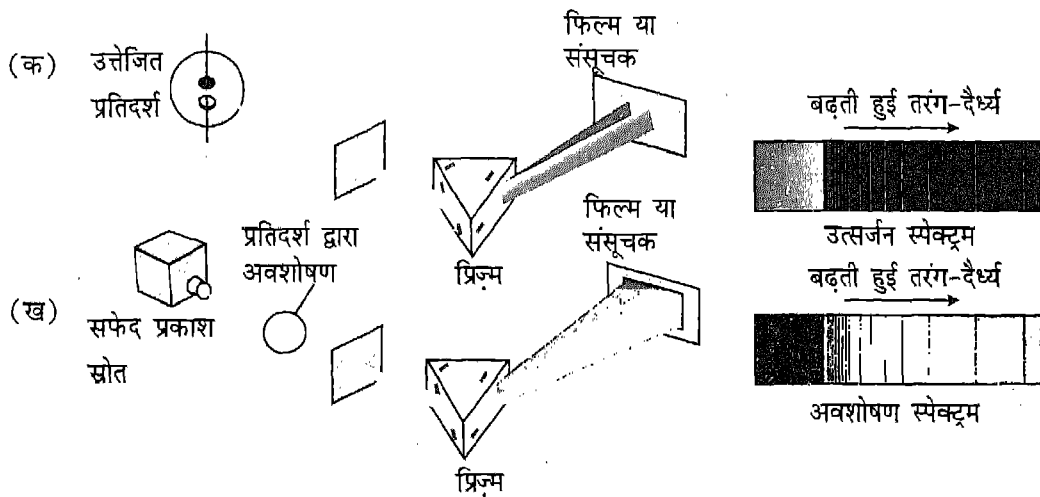 (क)
उत्तेजित
प्रतिदर्श
फिल्म या
संसूचक
प्रिज़्म
बढ़ती हुई तरंग-दैर्ध्य
उत्सर्जन स्पेक्ट्रम
(ख)
सफेद प्रकाश
स्रोत
प्रतिदर्श द्वारा
अवशोषण
फिल्म या
संसूचक
प्रिज़्म
बढ़ती हुई तरंग-दैर्ध्य
अवशोषण स्पेक्ट्रम